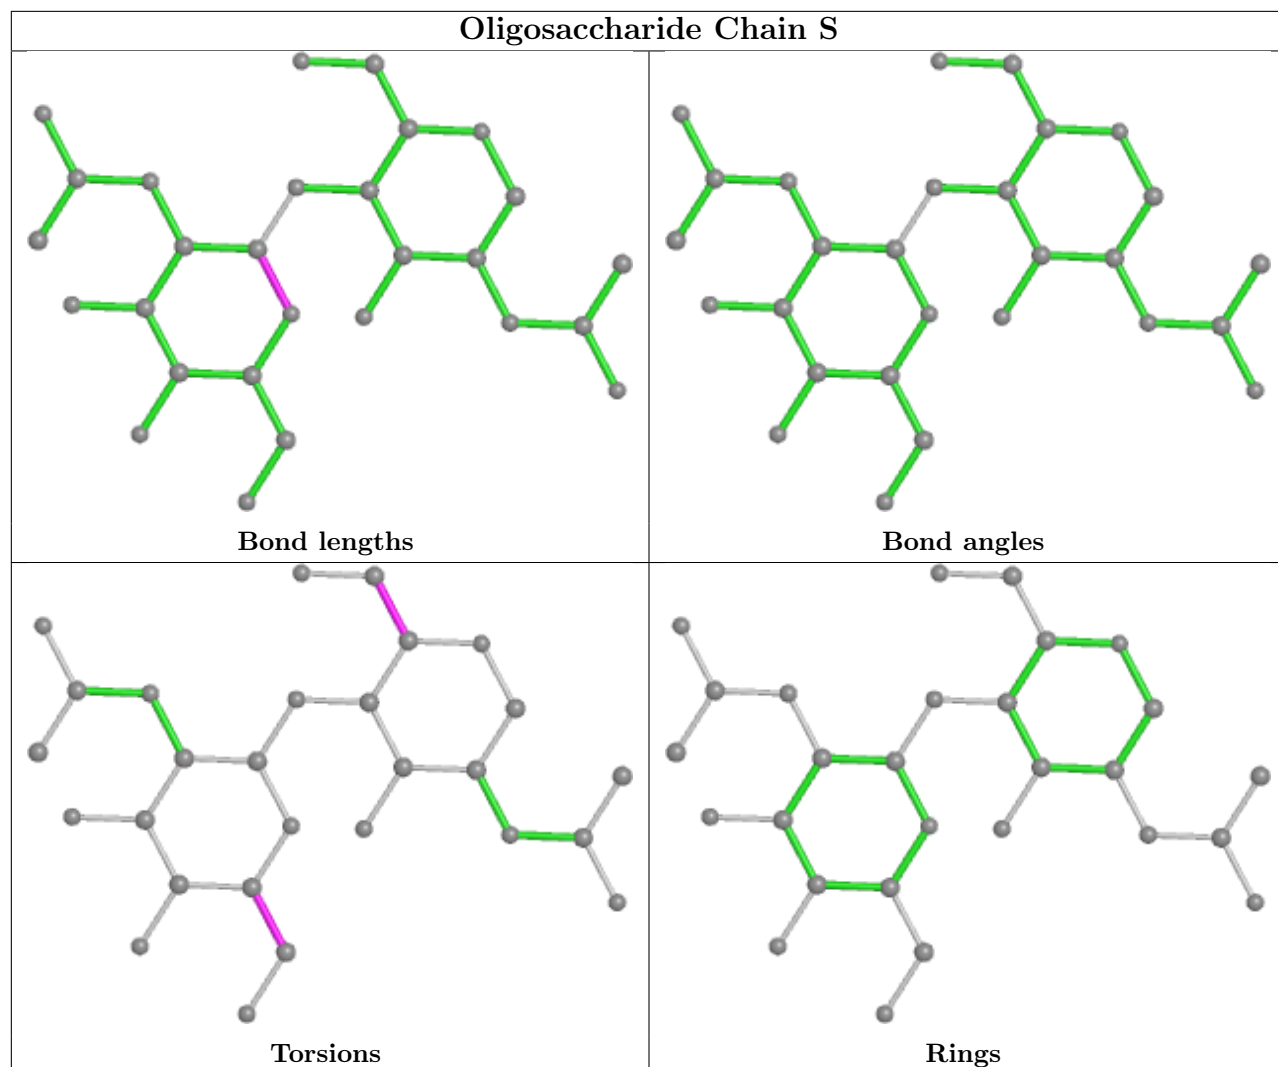 Oligosaccharide Chain S
Bond lengths
Bond angles
Torsions
Rings